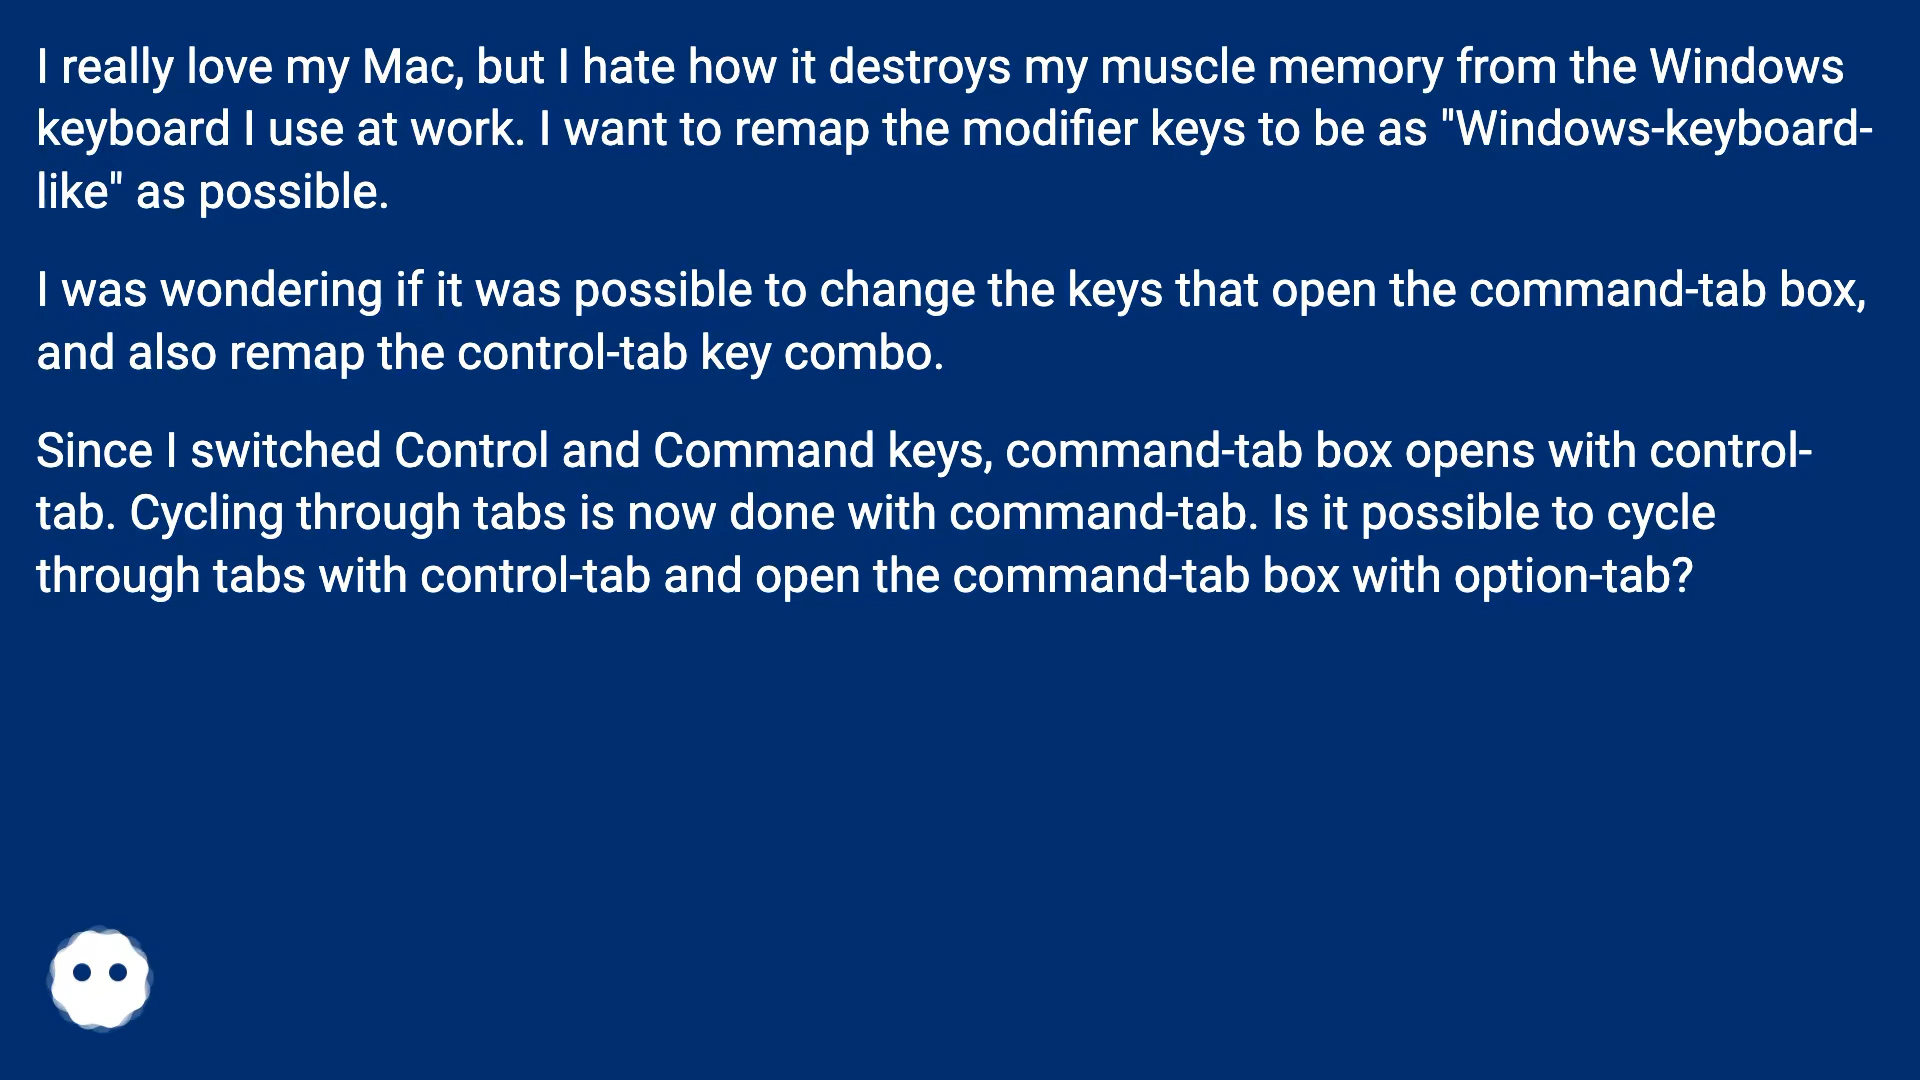 I really love my Mac, but I hate how it destroys my muscle memory from the Windows
keyboard I use at work. I want to remap the modifier keys to be as "Windows-keyboard-
like" as possible.
I was wondering if it was possible to change the keys that open the command-tab box,
and also remap the control-tab key combo.
Since I switched Control and Command keys, command-tab box opens with control-
tab. Cycling through tabs is now done with command-tab. Is it possible to cycle
through tabs with control-tab and open the command-tab box with option-tab?